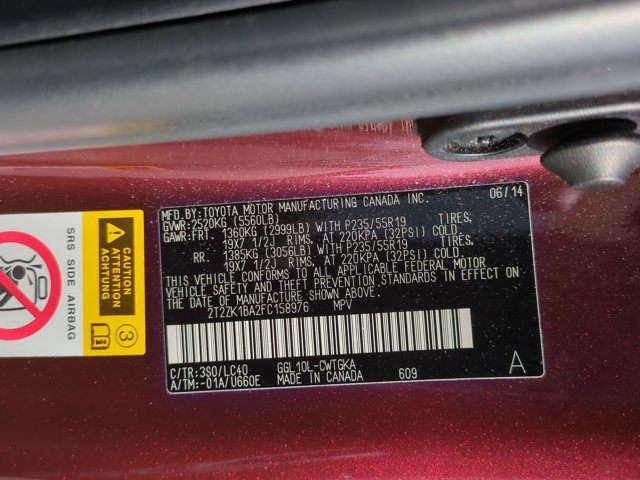 MFD.BY: TOYOTA MOTOR MANUFACTURING CANADA INC. 06/14
GVWR: 2520KG (5560LB)
GAWR: FRT. 1360KG (2999LB) WITH P235/55R19 TIRES,
19X7 1/2J RIMS, AT 220KPA (32PSI) COLD.
RR. 1385KG (3053LB) WITH P235/55R19 TIRES,
19X7 1/2J RIMS, AT 220KPA (32PSI) COLD.
THIS VEHICLE CONFORMS TO ALL APPLICABLE FEDERAL MOTOR
VEHICLE SAFETY AND THEFT PREVENTION STANDARDS IN EFFECT ON
THE DATE OF MANUFACTURE SHOWN ABOVE.
2T2ZK1BA2FC158976 MPV
C/TR: 3S0/LC40 GGL10L-CWTGKA
A/TM: -01A/U660E MADE IN CANADA 609
A
SRS SIDE AIRBAG
CAUTION
ATTENTION
ACHTUNG
3